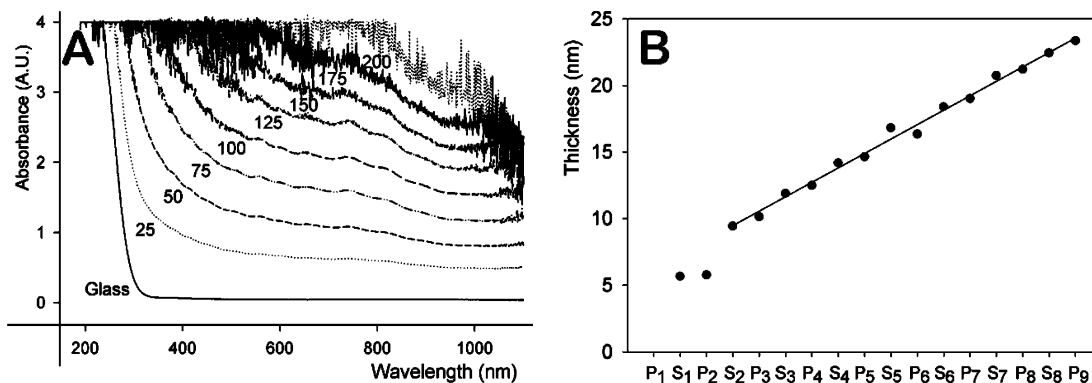 A
Absorbance (A.U.)
4
3
2
1
0
200
175
150
125
100
75
50
25
Glass
200 400 600 800 1000
Wavelength (nm)
B
Thickness (nm)
25
20
15
10
5
0
P1 S1 P2 S2 P3 S3 P4 S4 P5 S5 P6 S6 P7 S7 P8 S8 P9